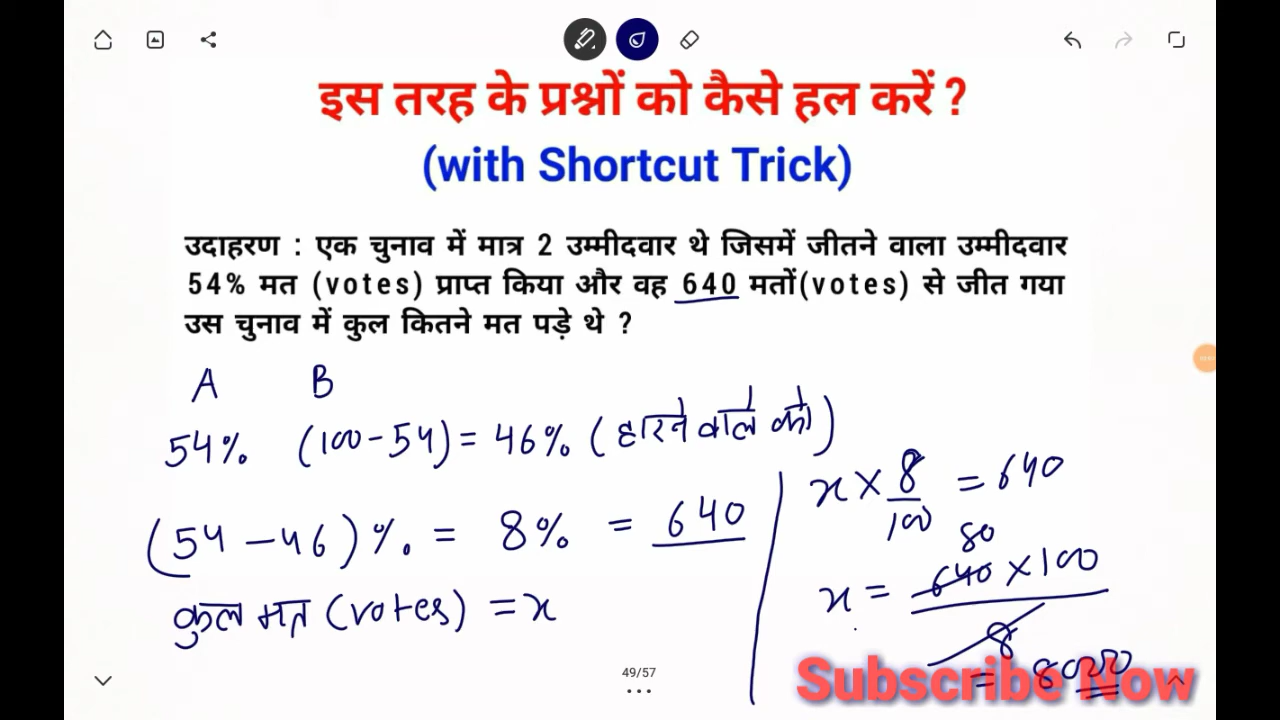 इस तरह के प्रश्नों को कैसे हल करें ?
(with Shortcut Trick)
उदाहरण : एक चुनाव में मात्र 2 उम्मीदवार थे जिसमें जीतने वाला उम्मीदवार
54% मत (votes) प्राप्त किया और वह 640 मतों(votes) से जीत गया
उस चुनाव में कुल कितने मत पड़े थे ?
A B
54% (100-54) = 46% (हारने वाले को)
(54-46)% = 8% = 640
कुल मत (votes) = x
x × 8/100 = 640
80
x = 640 × 100
8
= 8000
49/57
Subscribe Now